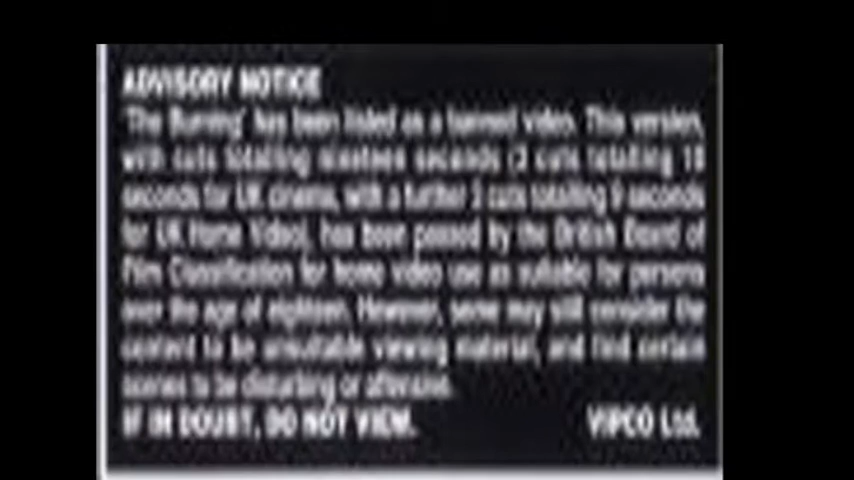 ADVISORY NOTICE
'The Burning' has been listed as a banned video. This version,
with cuts totalling nineteen seconds (2 cuts totalling 10
seconds for UK cinema, with a further 3 cuts totalling 9 seconds
for UK Home Video), has been passed by the British Board of
Film Classification for home video use as suitable for persons
over the age of eighteen. However, some may still consider the
content to be unsuitable viewing material, and find certain
scenes to be disturbing or offensive.
IF IN DOUBT, DO NOT VIEW. VIPCO Ltd.